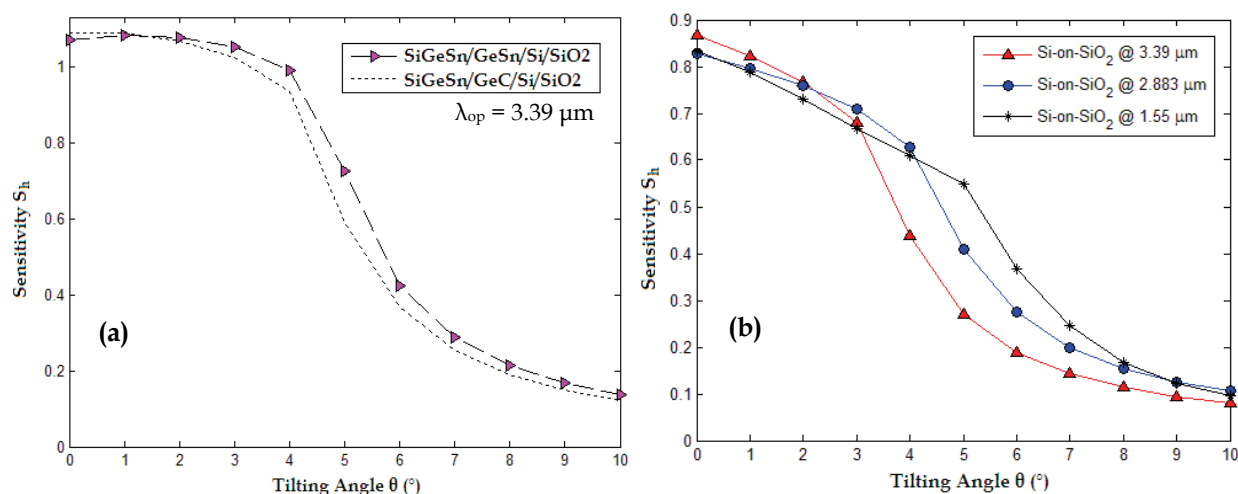 SiGeSn/GeSn/Si/SiO2
SiGeSn/GeC/Si/SiO2
λop = 3.39 µm
Sensitivity Sh
1
0.8
0.6
0.4
0.2
0
(a)
0 1 2 3 4 5 6 7 8 9 10
Tilting Angle θ (°)
Si-on-SiO2 @ 3.39 µm
Si-on-SiO2 @ 2.883 µm
Si-on-SiO2 @ 1.55 µm
Sensitivity Sh
0.9
0.8
0.7
0.6
0.5
0.4
0.3
0.2
0.1
0
(b)
0 1 2 3 4 5 6 7 8 9 10
Tilting Angle θ (°)